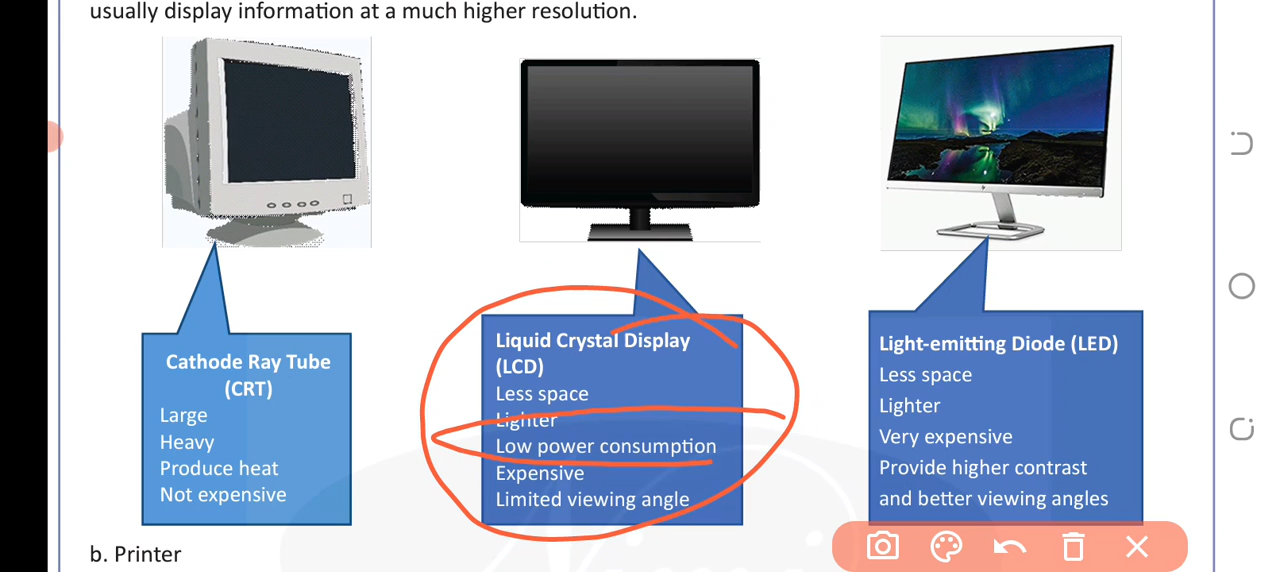 usually display information at a much higher resolution.
Cathode Ray Tube
(CRT)
Large
Heavy
Produce heat
Not expensive
Liquid Crystal Display
(LCD)
Less space
Lighter
Low power consumption
Expensive
Limited viewing angle
Light-emitting Diode (LED)
Less space
Lighter
Very expensive
Provide higher contrast
and better viewing angles
b. Printer